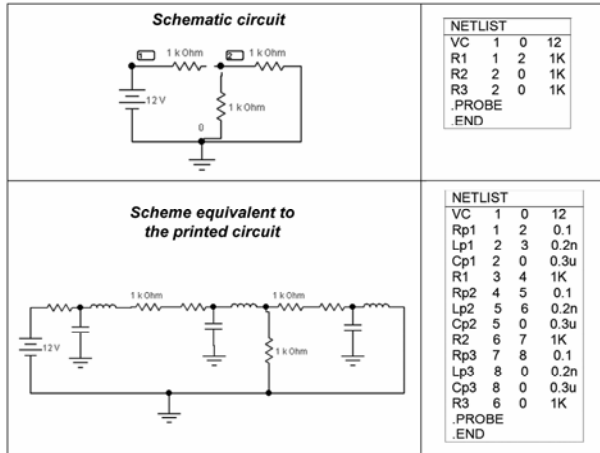 Schematic circuit
1 1 k Ohm 2 1 k Ohm
12 V
1 k Ohm
0
NETLIST
VC 1 0 12
R1 1 2 1K
R2 2 0 1K
R3 2 0 1K
.PROBE
.END
Scheme equivalent to
the printed circuit
1 k Ohm 1 k Ohm
12 V
1 k Ohm
NETLIST
VC 1 0 12
Rp1 1 2 0.1
Lp1 2 3 0.2n
Cp1 2 0 0.3u
R1 3 4 1K
Rp2 4 5 0.1
Lp2 5 6 0.2n
Cp2 5 0 0.3u
R2 6 7 1K
Rp3 7 8 0.1
Lp3 8 0 0.2n
Cp3 8 0 0.3u
R3 6 0 1K
.PROBE
.END